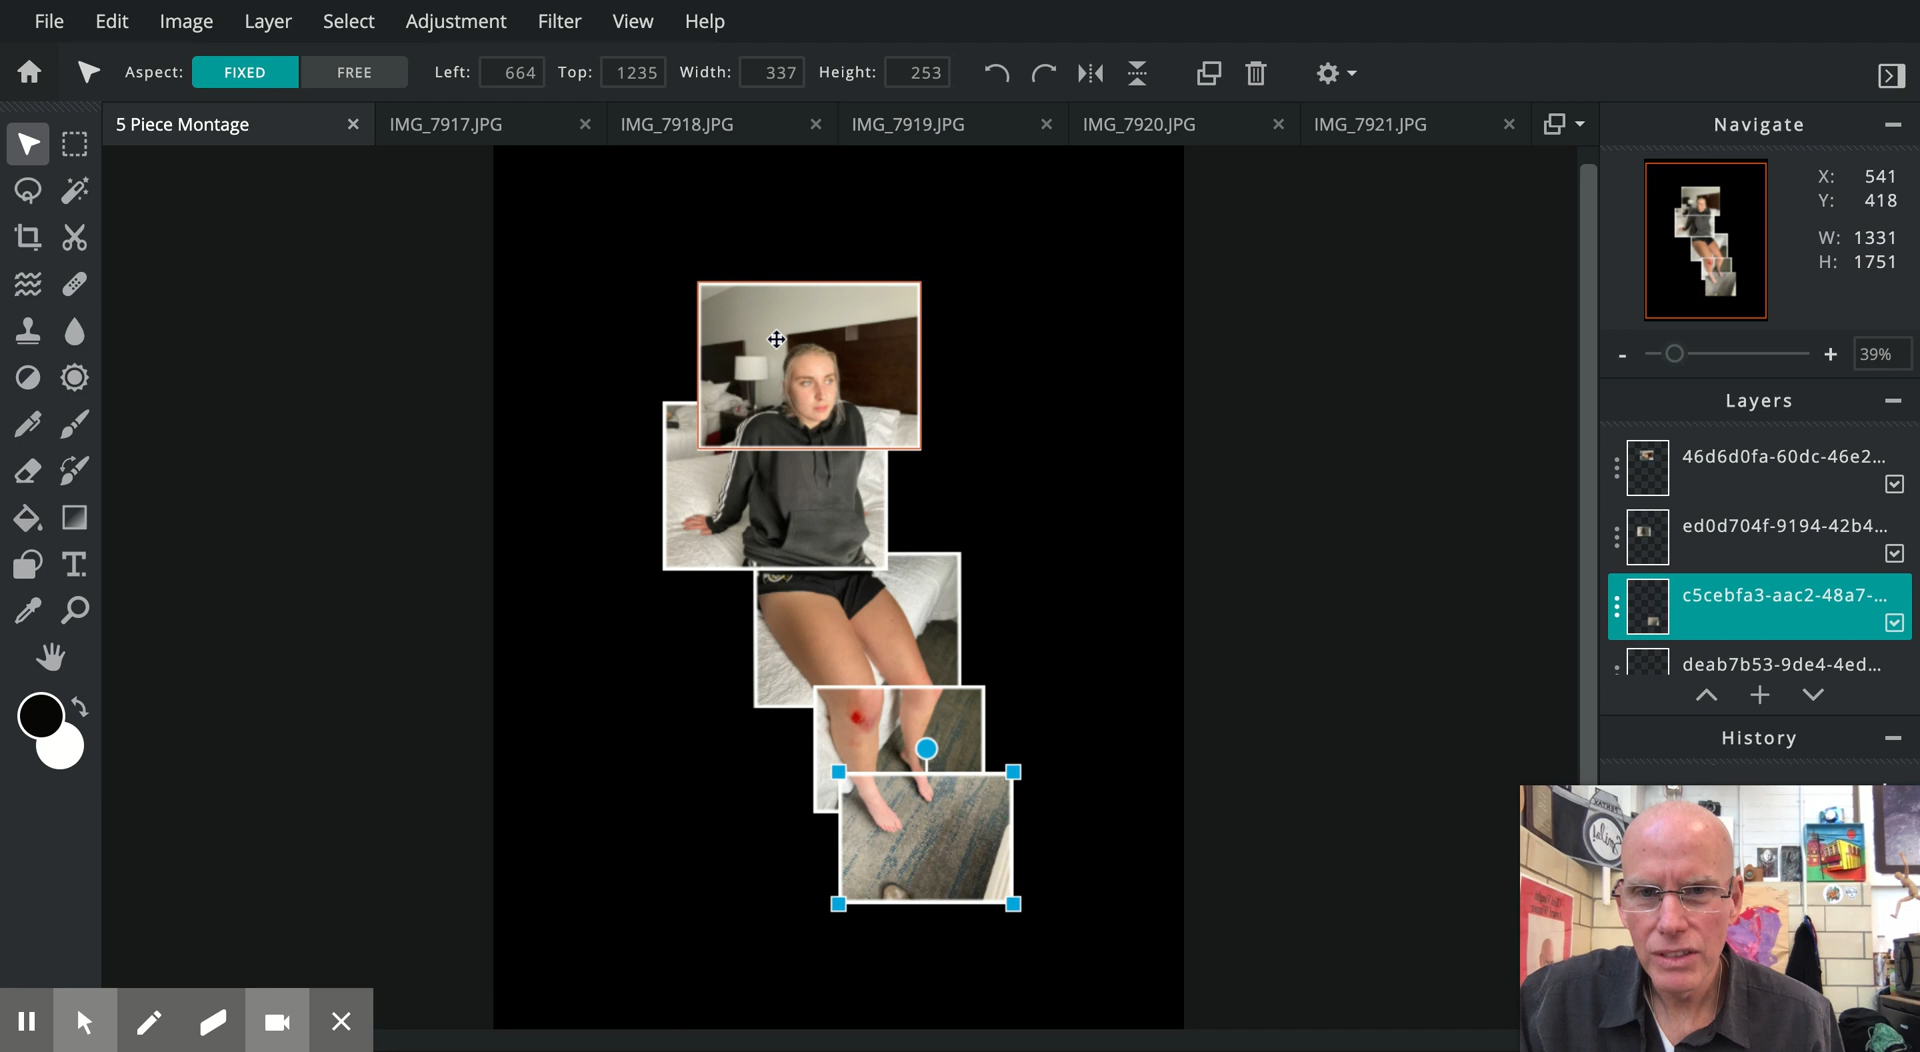 File Edit Image Layer Select Adjustment Filter View Help
Aspect: FIXED FREE Left: 664 Top: 1235 Width: 337 Height: 253
5 Piece Montage IMG_7917.JPG IMG_7918.JPG IMG_7919.JPG IMG_7920.JPG IMG_7921.JPG
Navigate
X: 541
Y: 418
W: 1331
H: 1751
- + 39%
Layers
46d6d0fa-60dc-46e2...
ed0d704f-9194-42b4...
c5cebfa3-aac2-48a7-...
deab7b53-9de4-4ed...
History